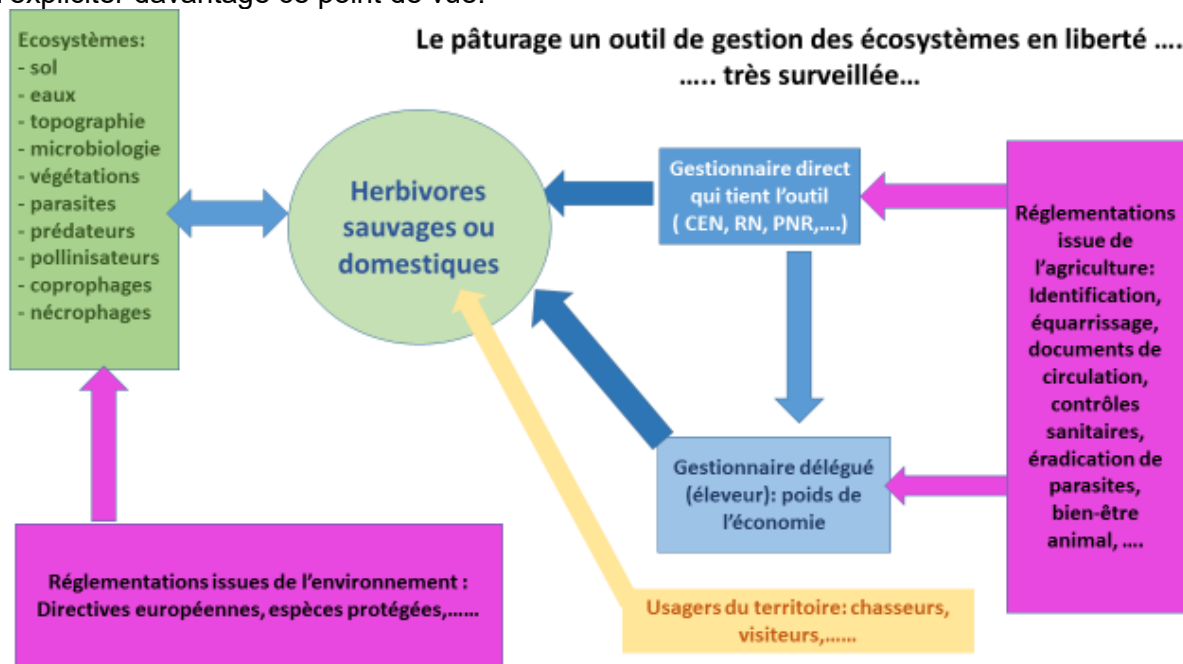 Le pâturage un outil de gestion des écosystèmes en liberté ….
….. très surveillée…
Ecosystèmes:
- sol
- eaux
- topographie
- microbiologie
- végétations
- parasites
- prédateurs
- pollinisateurs
- coprophages
- nécrophages
Herbivores
sauvages ou
domestiques
Gestionnaire direct
qui tient l’outil
( CEN, RN, PNR,….)
Réglementations
issue de
l’agriculture:
Identification,
équarrissage,
documents de
circulation,
contrôles
sanitaires,
éradication de
parasites,
bien-être
animal, ….
Gestionnaire délégué
(éleveur): poids de
l’économie
Réglementations issues de l’environnement :
Directives européennes, espèces protégées,……
Usagers du territoire: chasseurs,
visiteurs,……